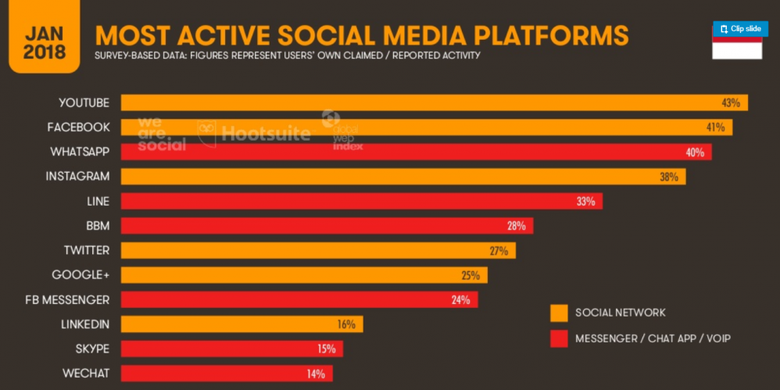 JAN
2018
MOST ACTIVE SOCIAL MEDIA PLATFORMS
SURVEY-BASED DATA: FIGURES REPRESENT USERS' OWN CLAIMED / REPORTED ACTIVITY
Clip slide
YOUTUBE 43%
FACEBOOK 41%
we are social
Hootsuite
WHATSAPP 40%
INSTAGRAM 38%
LINE 33%
BBM 28%
TWITTER 27%
GOOGLE+ 25%
FB MESSENGER 24%
LINKEDIN 16%
SKYPE 15%
WECHAT 14%
SOCIAL NETWORK
MESSENGER / CHAT APP / VOIP